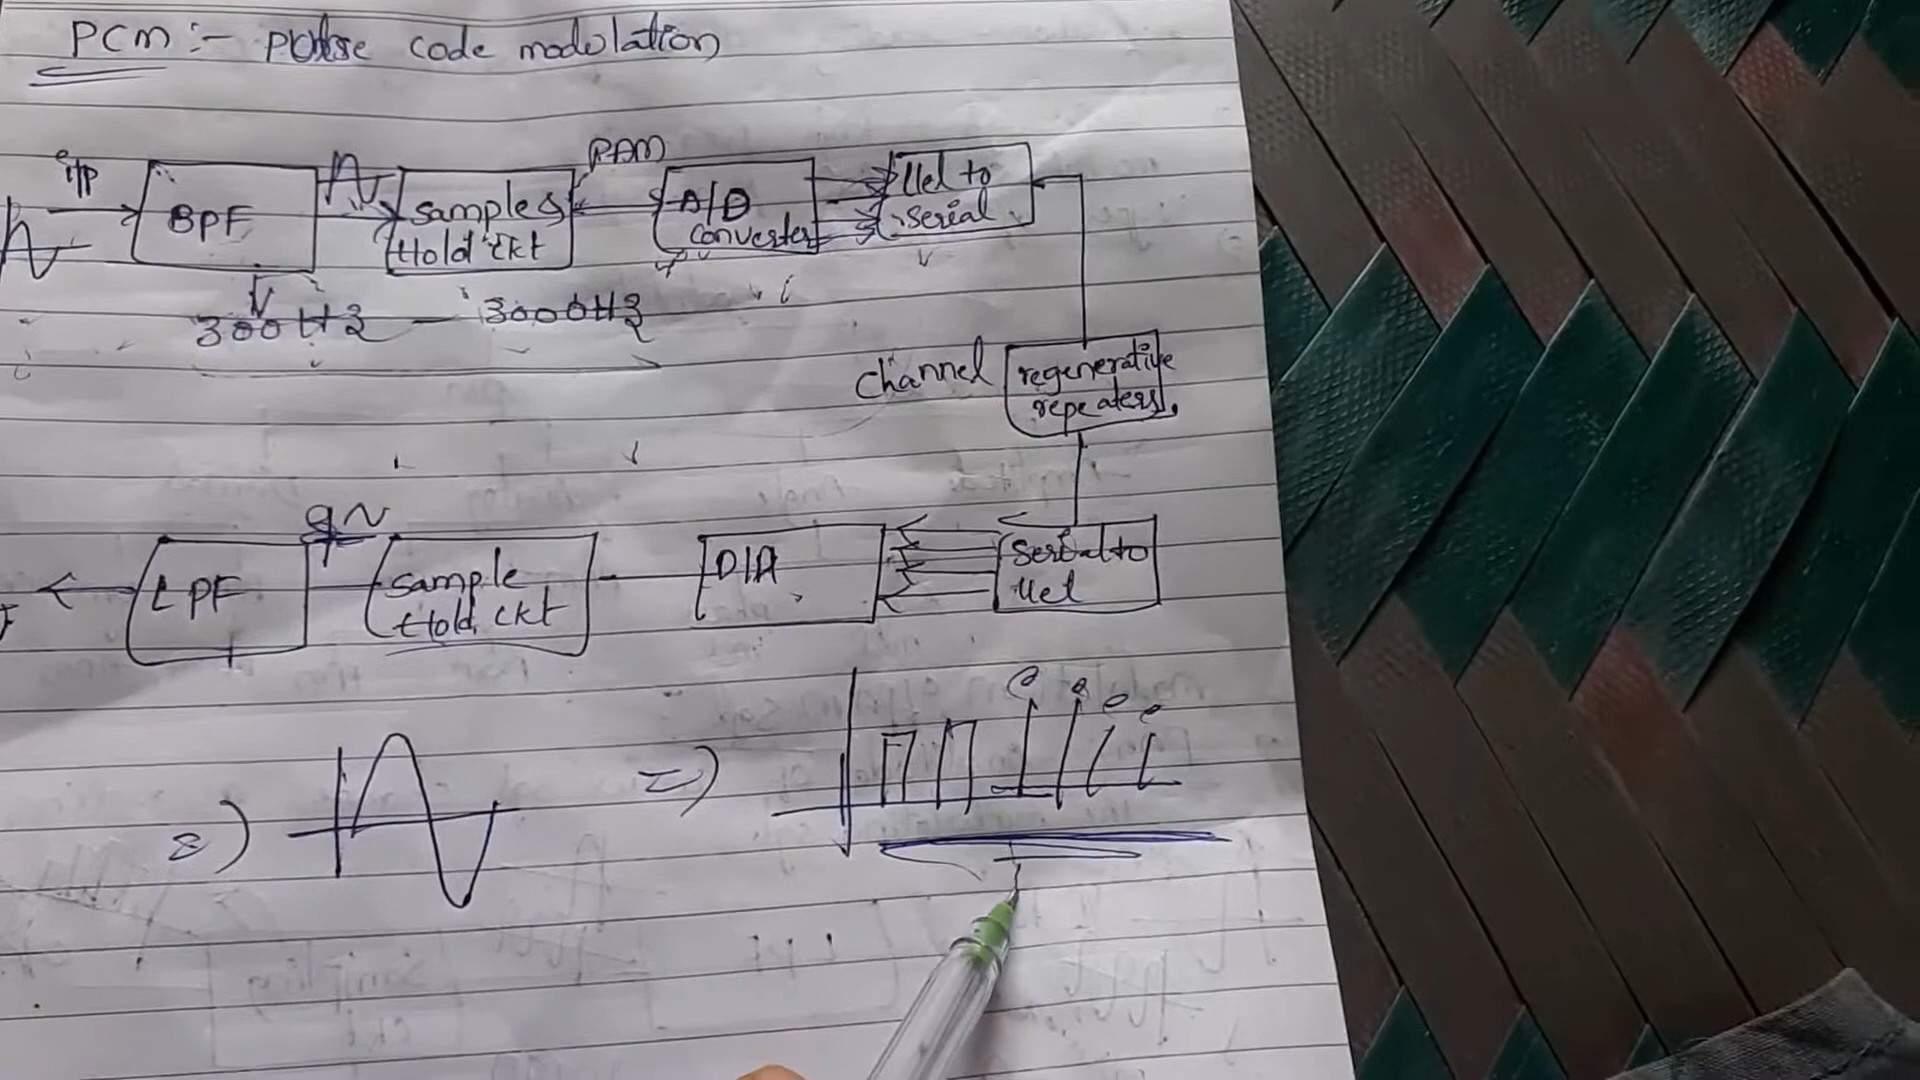 PCM :- pulse code modulation
i/p
BPF
Sample &
Hold ckt
PAM
A/D
converter
llel to
serial
300Hz — 3000Hz
channel
regenerative
repeaters
LPF
sample
Hold ckt
D/A
serial to
llel